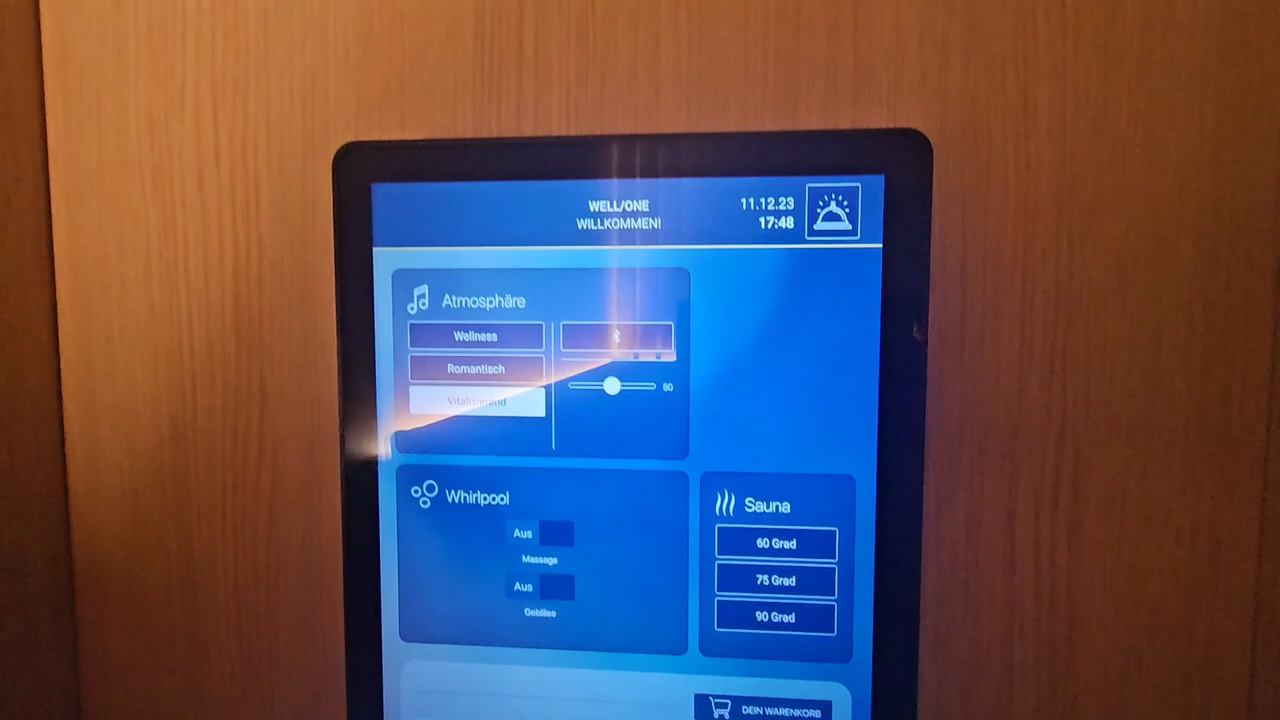 WELL/ONE
WILLKOMMEN!
11.12.23
17:48
Atmosphäre
Wellness
Romantisch
Vitalisierend
50
Whirlpool
Aus
Massage
Aus
Gebläse
Sauna
60 Grad
75 Grad
90 Grad
DEIN WARENKORB